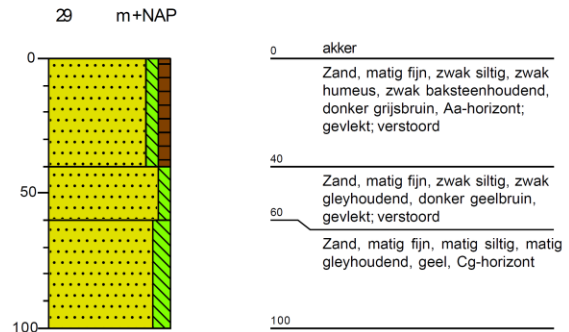 29 m+NAP
0
50
100
0 akker
Zand, matig fijn, zwak siltig, zwak
humeus, zwak baksteenhoudend,
donker grijsbruin, Aa-horizont;
gevlekt; verstoord
40
Zand, matig fijn, zwak siltig, zwak
gleyhoudend, donker geelbruin,
gevlekt; verstoord
60
Zand, matig fijn, matig siltig, matig
gleyhoudend, geel, Cg-horizont
100